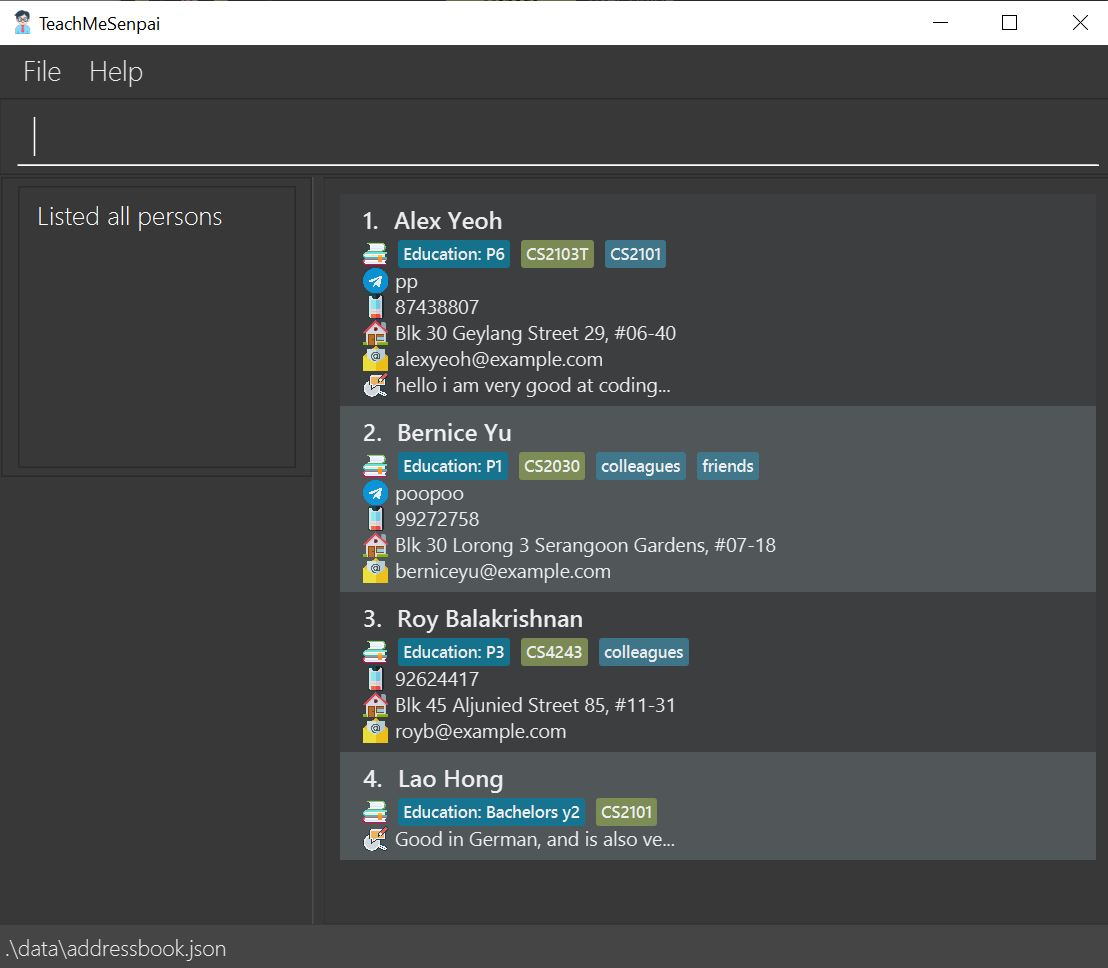 TeachMeSenpai
File Help
Listed all persons
1. Alex Yeoh
Education: P6 CS2103T CS2101
pp
87438807
Blk 30 Geylang Street 29, #06-40
alexyeoh@example.com
hello i am very good at coding...
2. Bernice Yu
Education: P1 CS2030 colleagues friends
poopoo
99272758
Blk 30 Lorong 3 Serangoon Gardens, #07-18
berniceyu@example.com
3. Roy Balakrishnan
Education: P3 CS4243 colleagues
92624417
Blk 45 Aljunied Street 85, #11-31
royb@example.com
4. Lao Hong
Education: Bachelors y2 CS2101
Good in German, and is also ve...
.\data\addressbook.json